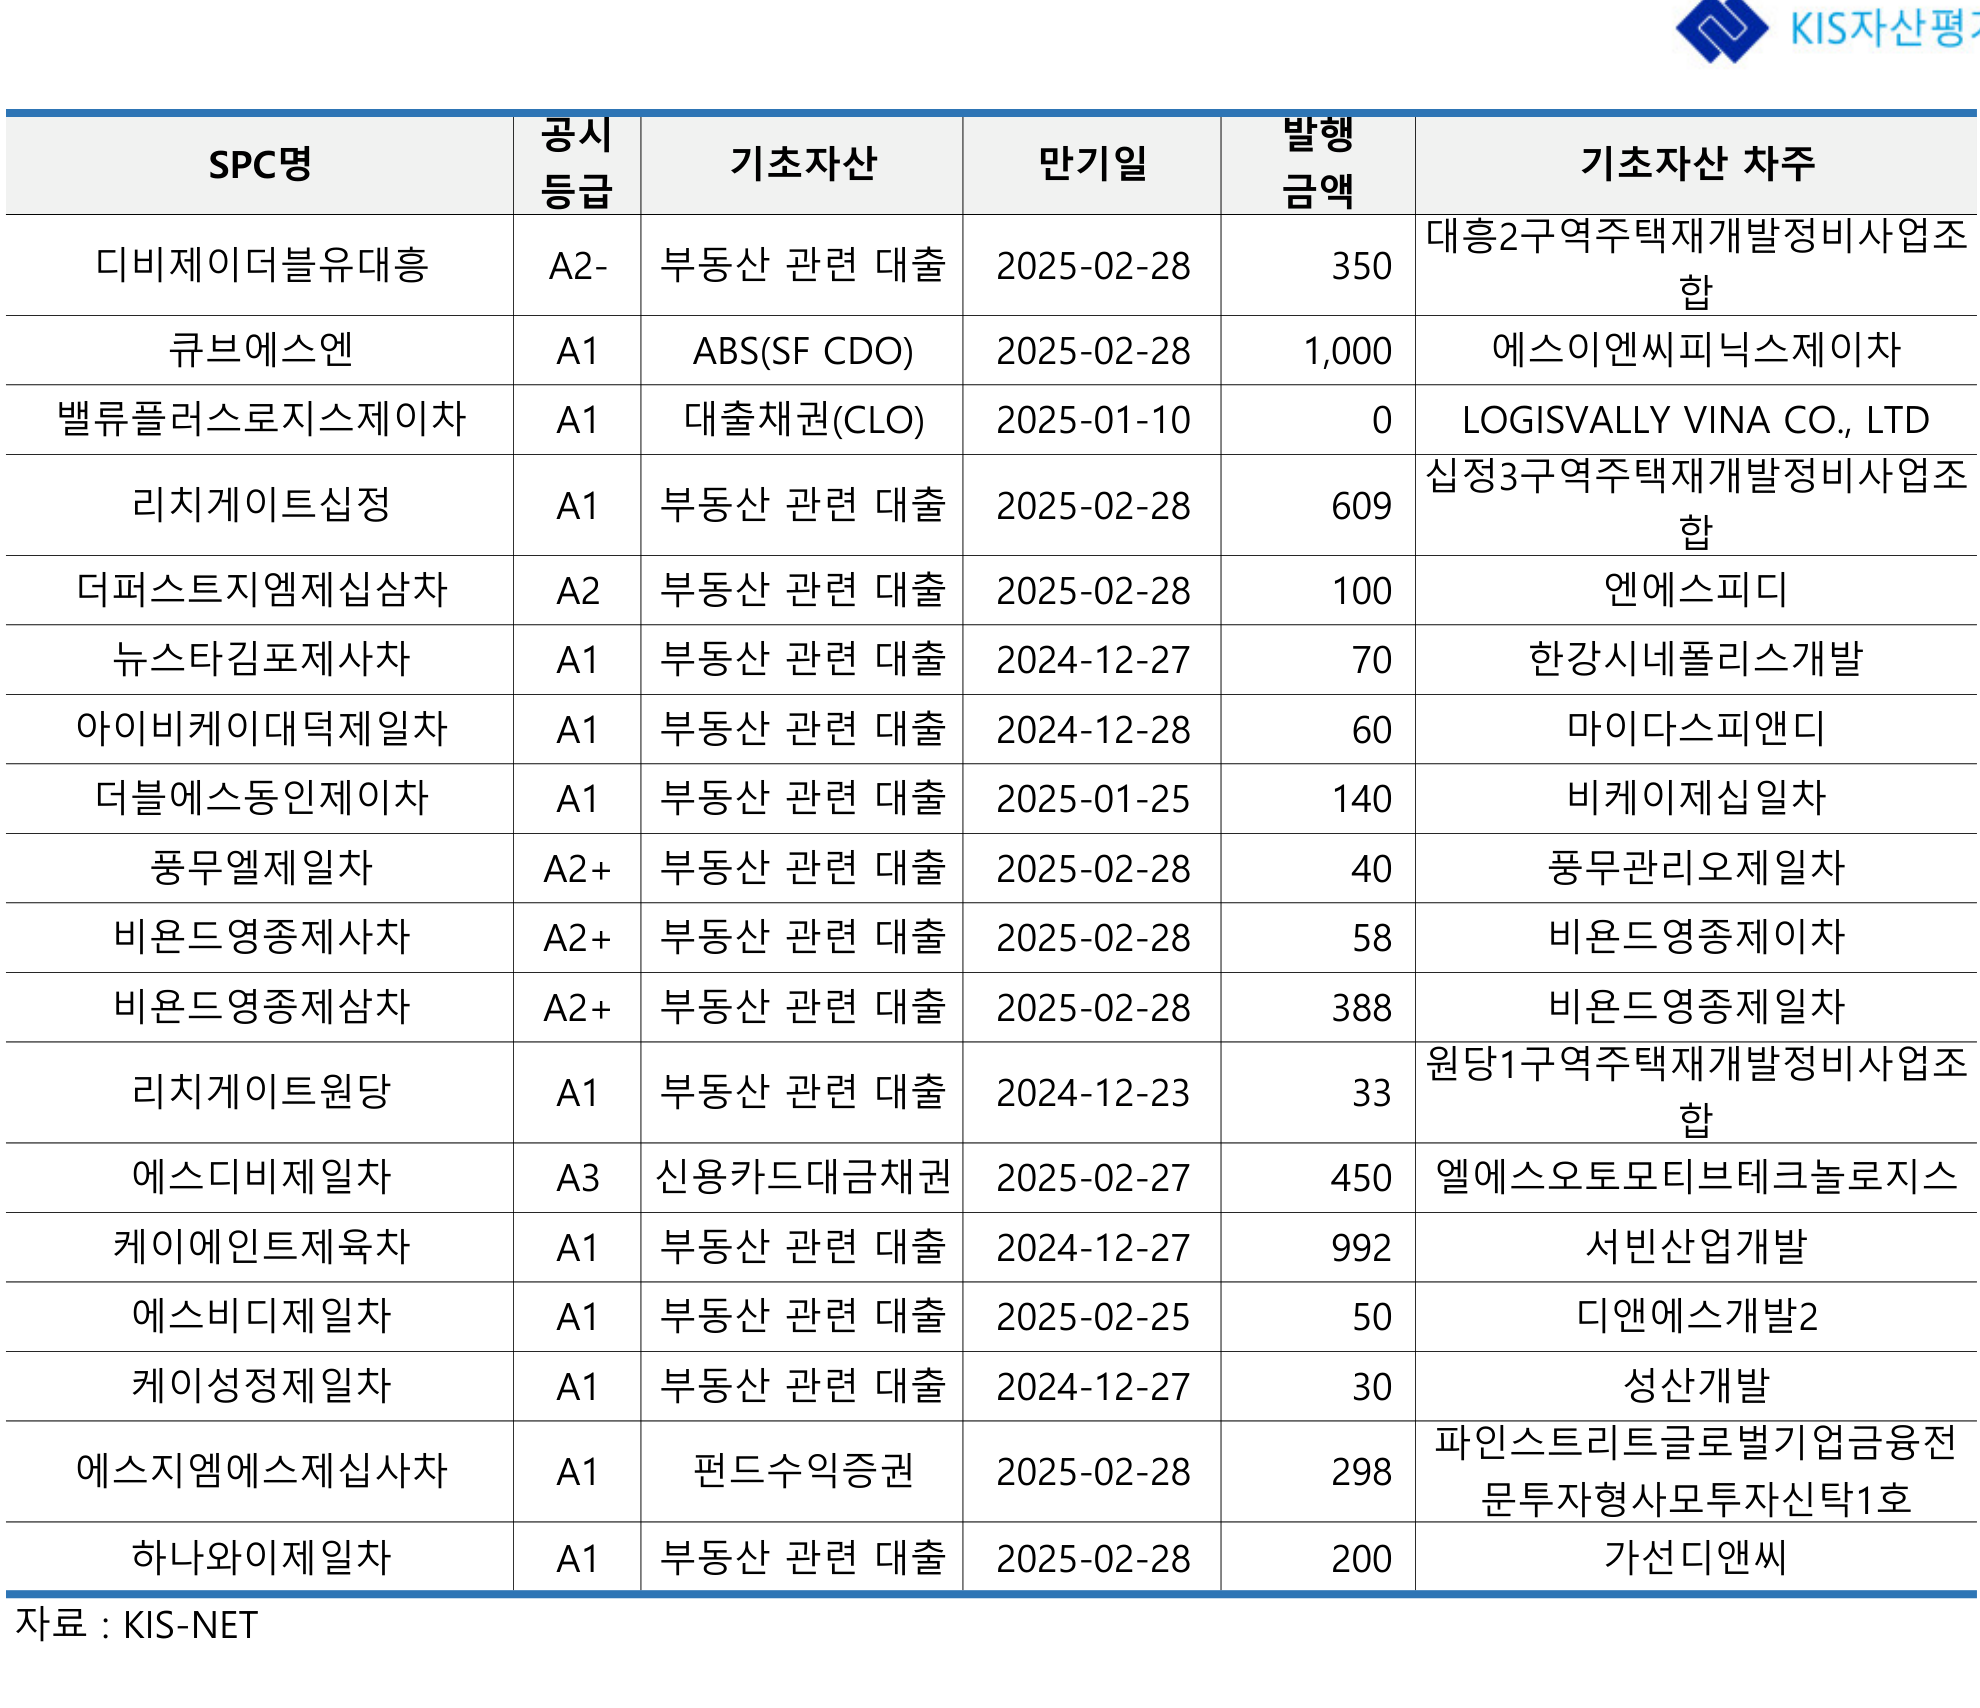 KIS자산평가
SPC명 공시등급 기초자산 만기일 발행금액 기초자산 차주
디비제이더블유대흥 A2- 부동산 관련 대출 2025-02-28 350 대흥2구역주택재개발정비사업조합
큐브에스엔 A1 ABS(SF CDO) 2025-02-28 1,000 에스이엔씨피닉스제이차
밸류플러스로지스제이차 A1 대출채권(CLO) 2025-01-10 0 LOGISVALLY VINA CO., LTD
리치게이트십정 A1 부동산 관련 대출 2025-02-28 609 십정3구역주택재개발정비사업조합
더퍼스트지엠제십삼차 A2 부동산 관련 대출 2025-02-28 100 엔에스피디
뉴스타김포제사차 A1 부동산 관련 대출 2024-12-27 70 한강시네폴리스개발
아이비케이대덕제일차 A1 부동산 관련 대출 2024-12-28 60 마이다스피앤디
더블에스동인제이차 A1 부동산 관련 대출 2025-01-25 140 비케이제십일차
풍무엘제일차 A2+ 부동산 관련 대출 2025-02-28 40 풍무관리오제일차
비욘드영종제사차 A2+ 부동산 관련 대출 2025-02-28 58 비욘드영종제이차
비욘드영종제삼차 A2+ 부동산 관련 대출 2025-02-28 388 비욘드영종제일차
리치게이트원당 A1 부동산 관련 대출 2024-12-23 33 원당1구역주택재개발정비사업조합
에스디비제일차 A3 신용카드대금채권 2025-02-27 450 엘에스오토모티브테크놀로지스
케이에인트제육차 A1 부동산 관련 대출 2024-12-27 992 서빈산업개발
에스비디제일차 A1 부동산 관련 대출 2025-02-25 50 디앤에스개발2
케이성정제일차 A1 부동산 관련 대출 2024-12-27 30 성산개발
에스지엠에스제십사차 A1 펀드수익증권 2025-02-28 298 파인스트리트글로벌기업금융전문투자형사모투자신탁1호
하나와이제일차 A1 부동산 관련 대출 2025-02-28 200 가선디앤씨
자료 : KIS-NET